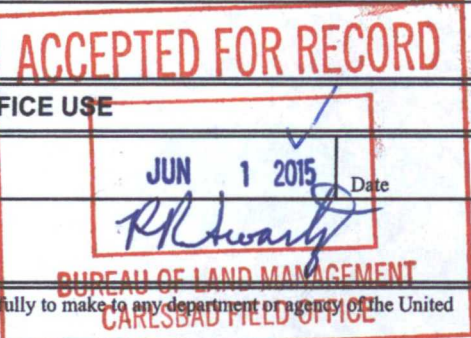 ACCEPTED FOR RECORD
FICE USE
JUN 1 2015
Date
BUREAU OF LAND MANAGEMENT
fully to make to any department or agency of the United
CARLSBAD FIELD OFFICE